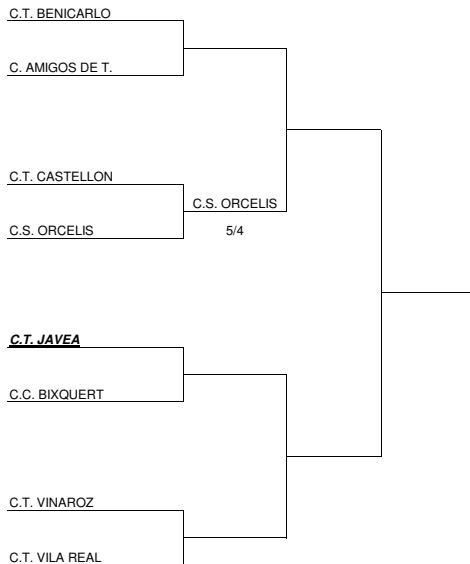 C.T. BENICARLO
C. AMIGOS DE T.
C.T. CASTELLON
C.S. ORCELIS
C.S. ORCELIS
5/4
C.T. JAVEA
C.C. BIXQUERT
C.T. VINAROZ
C.T. VILA REAL